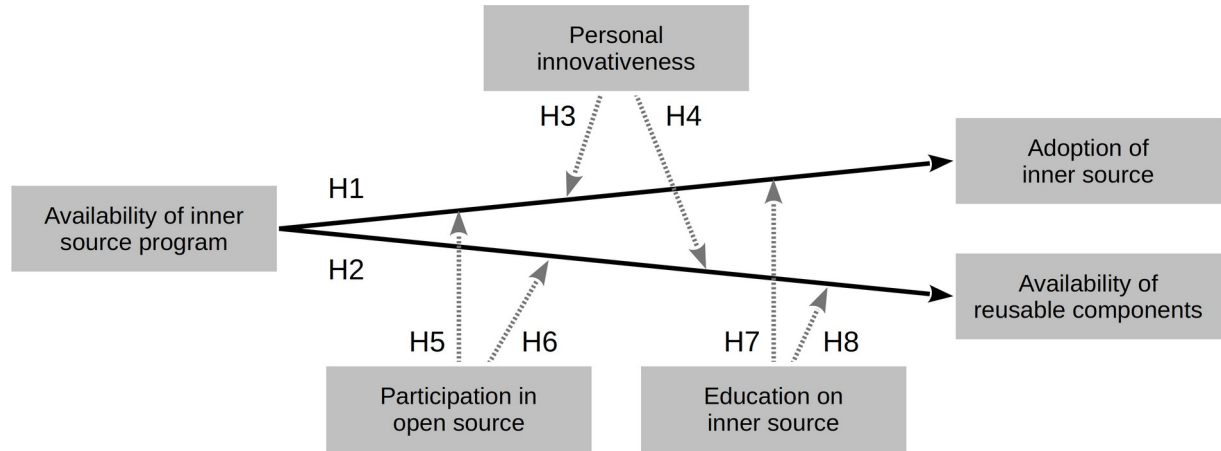 Personal
innovativeness
H3
H4
Adoption of
inner source
H1
Availability of inner
source program
H2
Availability of
reusable components
H5
H6
H7
H8
Participation in
open source
Education on
inner source